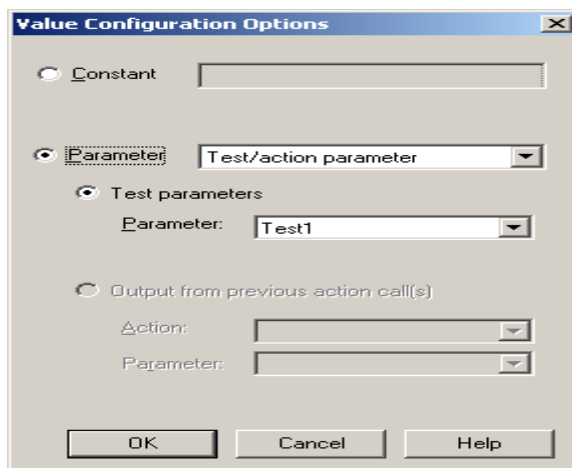 Value Configuration Options
Constant
Parameter Test/action parameter
Test parameters
Parameter: Test1
Output from previous action call(s)
Action:
Parameter:
OK Cancel Help